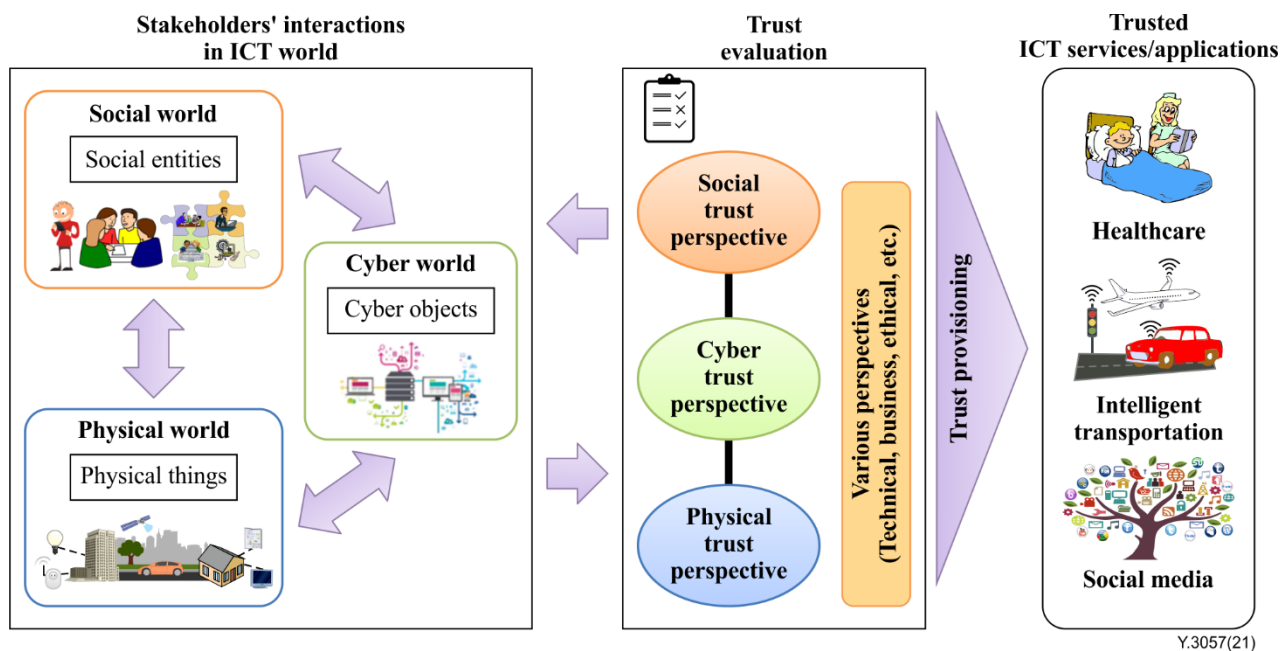 Stakeholders' interactions
in ICT world
Social world
Social entities
Cyber world
Cyber objects
Physical world
Physical things
Trust
evaluation
Social
trust
perspective
Cyber
trust
perspective
Physical
trust
perspective
Various perspectives
(Technical, business, ethical, etc.)
Trust provisioning
Trusted
ICT services/applications
Healthcare
Intelligent
transportation
Social media
Y.3057(21)